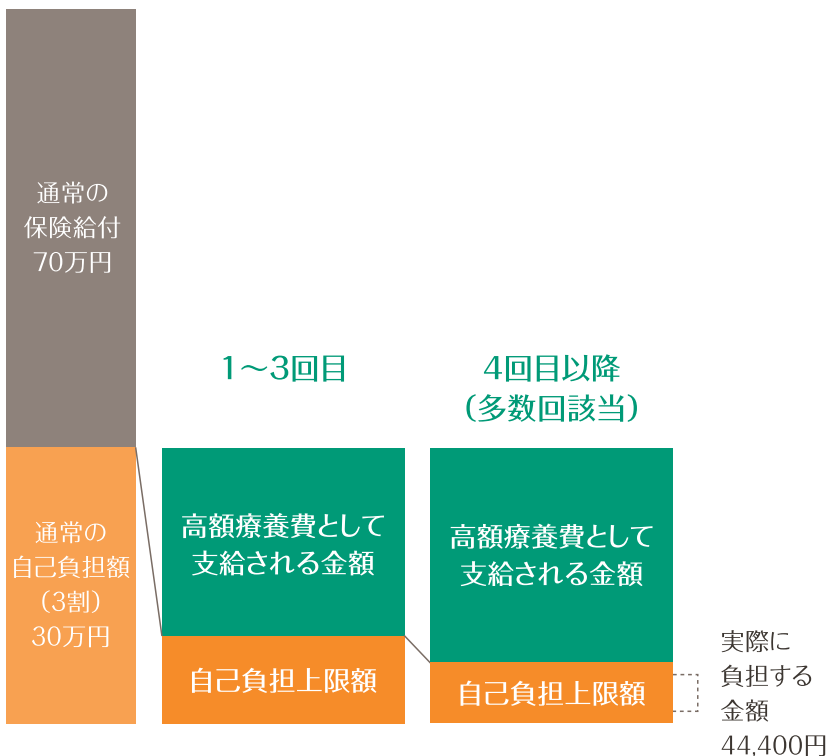 通常の
保険給付
70万円
通常の
自己負担額
（3割）
30万円
1〜3回目
高額療養費として
支給される金額
自己負担上限額
4回目以降
（多数回該当）
高額療養費として
支給される金額
自己負担上限額
実際に
負担する
金額
44,400円